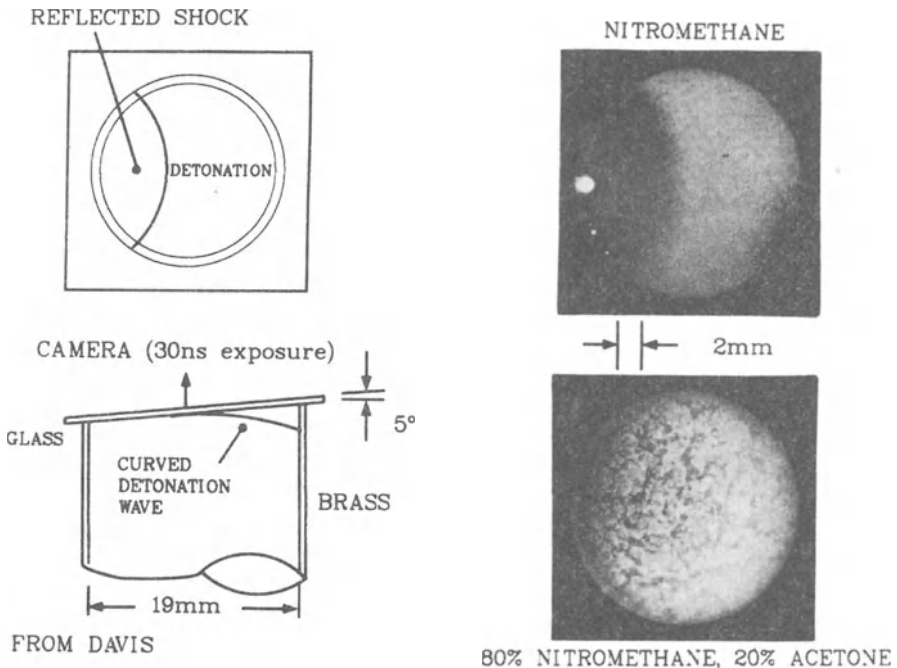 REFLECTED SHOCK
DETONATION
CAMERA (30ns exposure)
5°
GLASS
CURVED
DETONATION
WAVE
BRASS
19mm
FROM DAVIS
NITROMETHANE
2mm
80% NITROMETHANE, 20% ACETONE